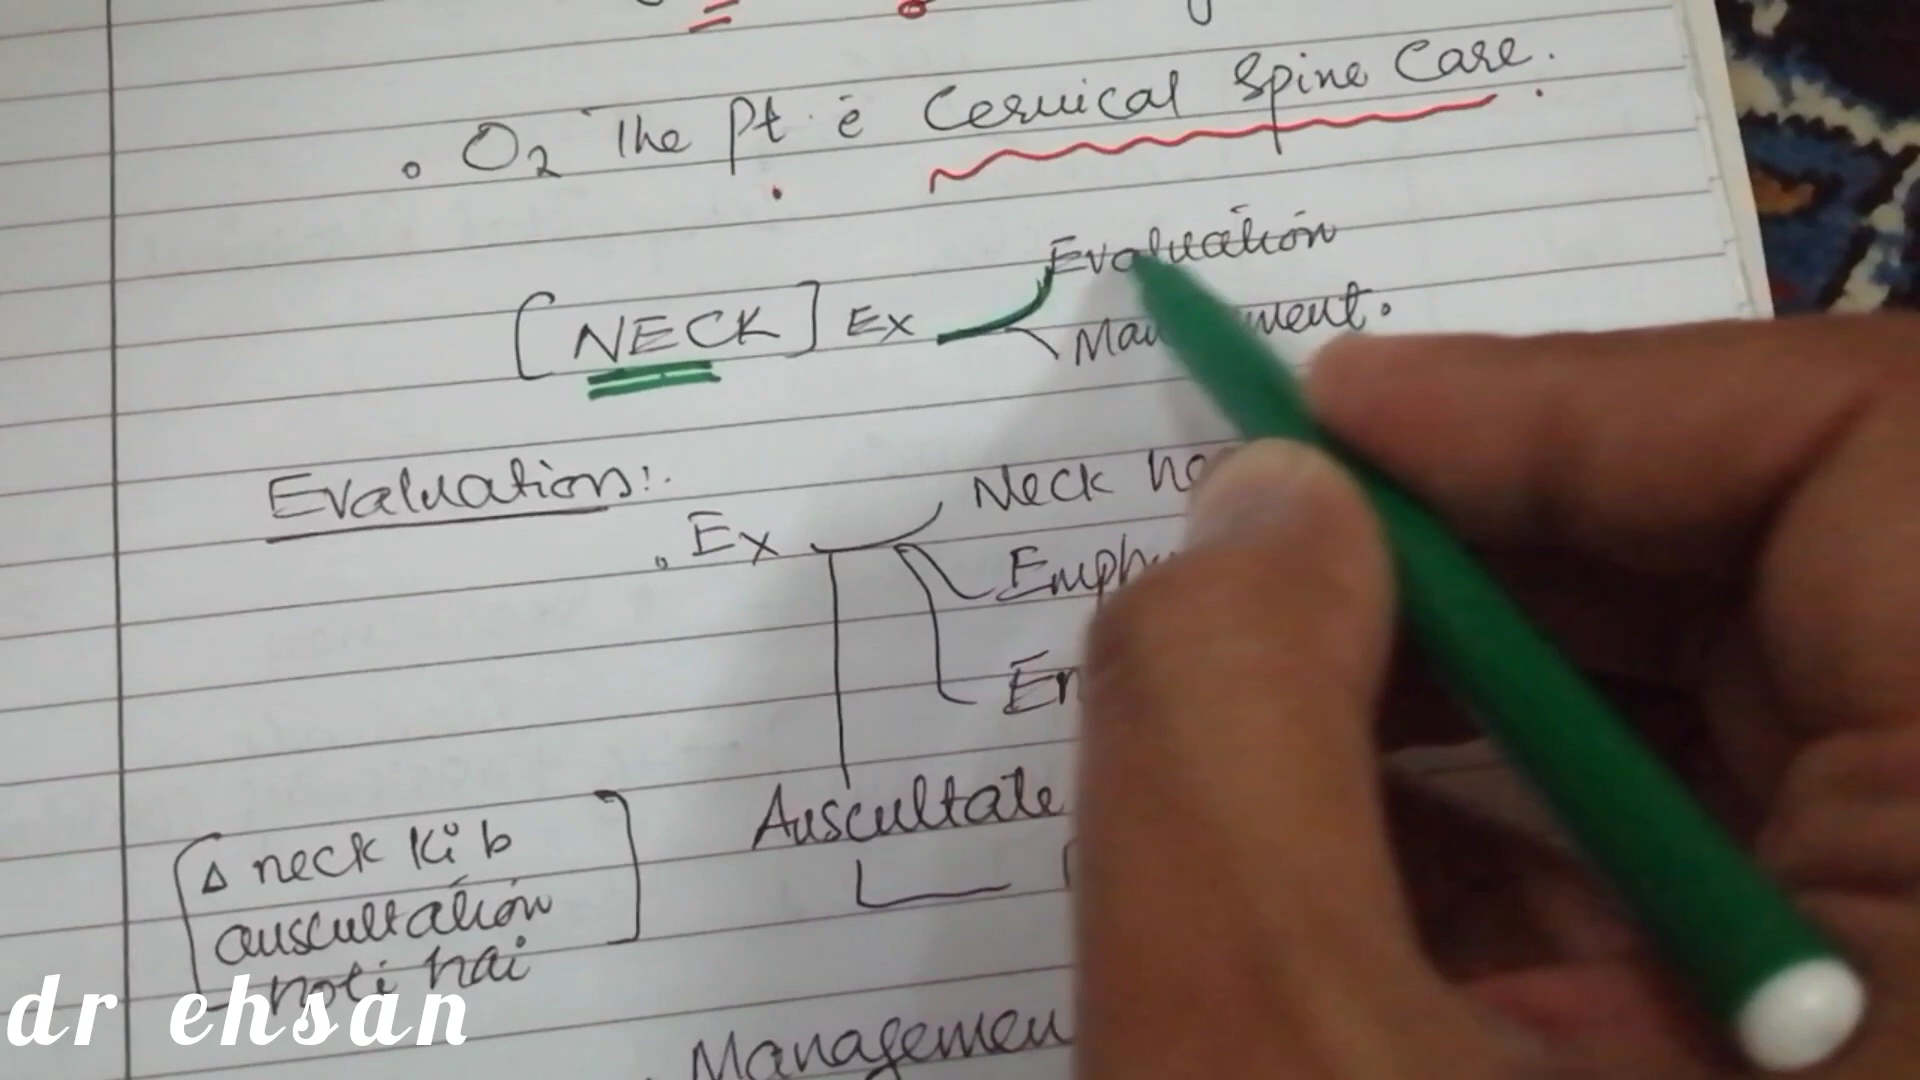 O2 The Pt. c̄ Cervical Spine Care.
[NECK] Ex
Evaluation
Evaluation:.
. Ex
Neck
Auscultate
Δ neck ki b
auscultation
hoti hai
dr ehsan